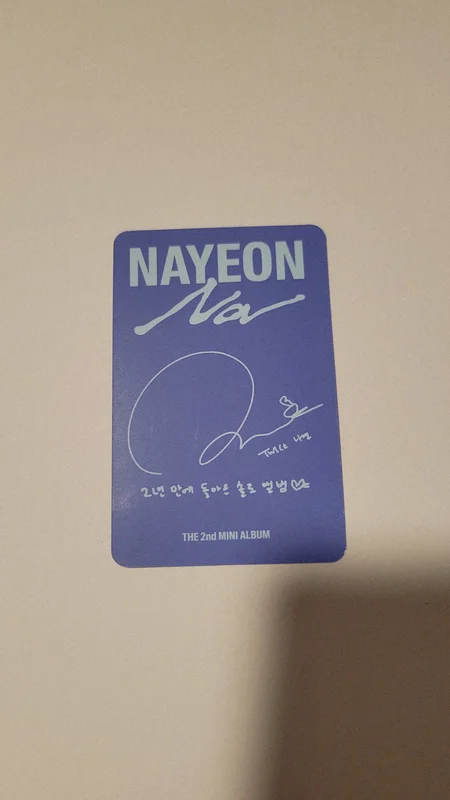 NAYEON
Na
TWICE 나연
2년 만에 돌아온 솔로 앨범
THE 2nd MINI ALBUM